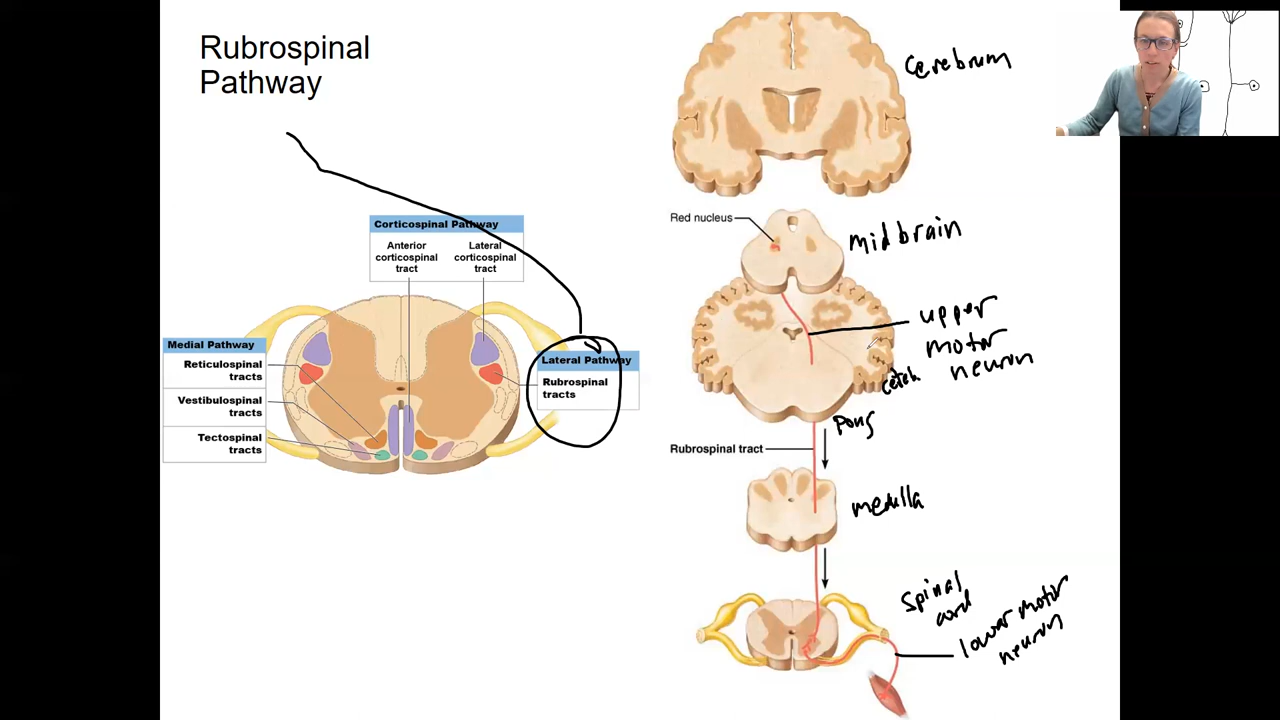 Rubrospinal
Pathway
Corticospinal Pathway
Anterior
corticospinal
tract
Lateral
corticospinal
tract
Medial Pathway
Reticulospinal
tracts
Vestibulospinal
tracts
Tectospinal
tracts
Lateral Pathway
Rubrospinal
tracts
cerebrum
Red nucleus
midbrain
upper
motor
neuron
pons
Rubrospinal tract
medulla
spinal
cord
lower motor
neuron